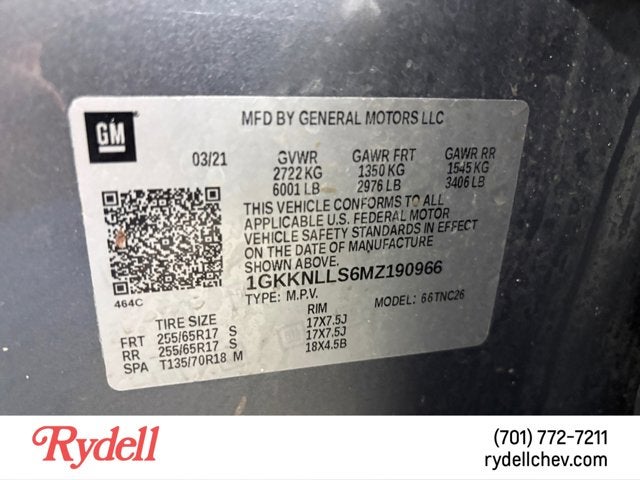 GM
MFD BY GENERAL MOTORS LLC
03/21 GVWR GAWR FRT GAWR RR
2722 KG 1350 KG 1545 KG
6001 LB 2976 LB 3406 LB
THIS VEHICLE CONFORMS TO ALL
APPLICABLE U.S. FEDERAL MOTOR
VEHICLE SAFETY STANDARDS IN EFFECT
ON THE DATE OF MANUFACTURE
SHOWN ABOVE.
1GKKNLLS6MZ190966
TYPE: M.P.V. MODEL: 66TNC26
464C
TIRE SIZE RIM
FRT 255/65R17 S 17X7.5J
RR 255/65R17 S 17X7.5J
SPA T135/70R18 M 18X4.5B
Rydell
(701) 772-7211
rydellchev.com